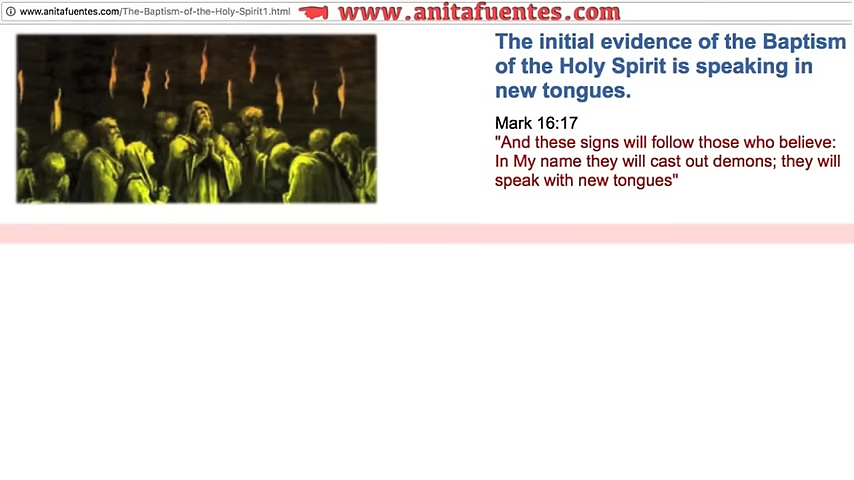 www.anitafuentes.com/The-Baptism-of-the-Holy-Spirit1.html
www.anitafuentes.com
The initial evidence of the Baptism
of the Holy Spirit is speaking in
new tongues.
Mark 16:17
"And these signs will follow those who believe:
In My name they will cast out demons; they will
speak with new tongues"